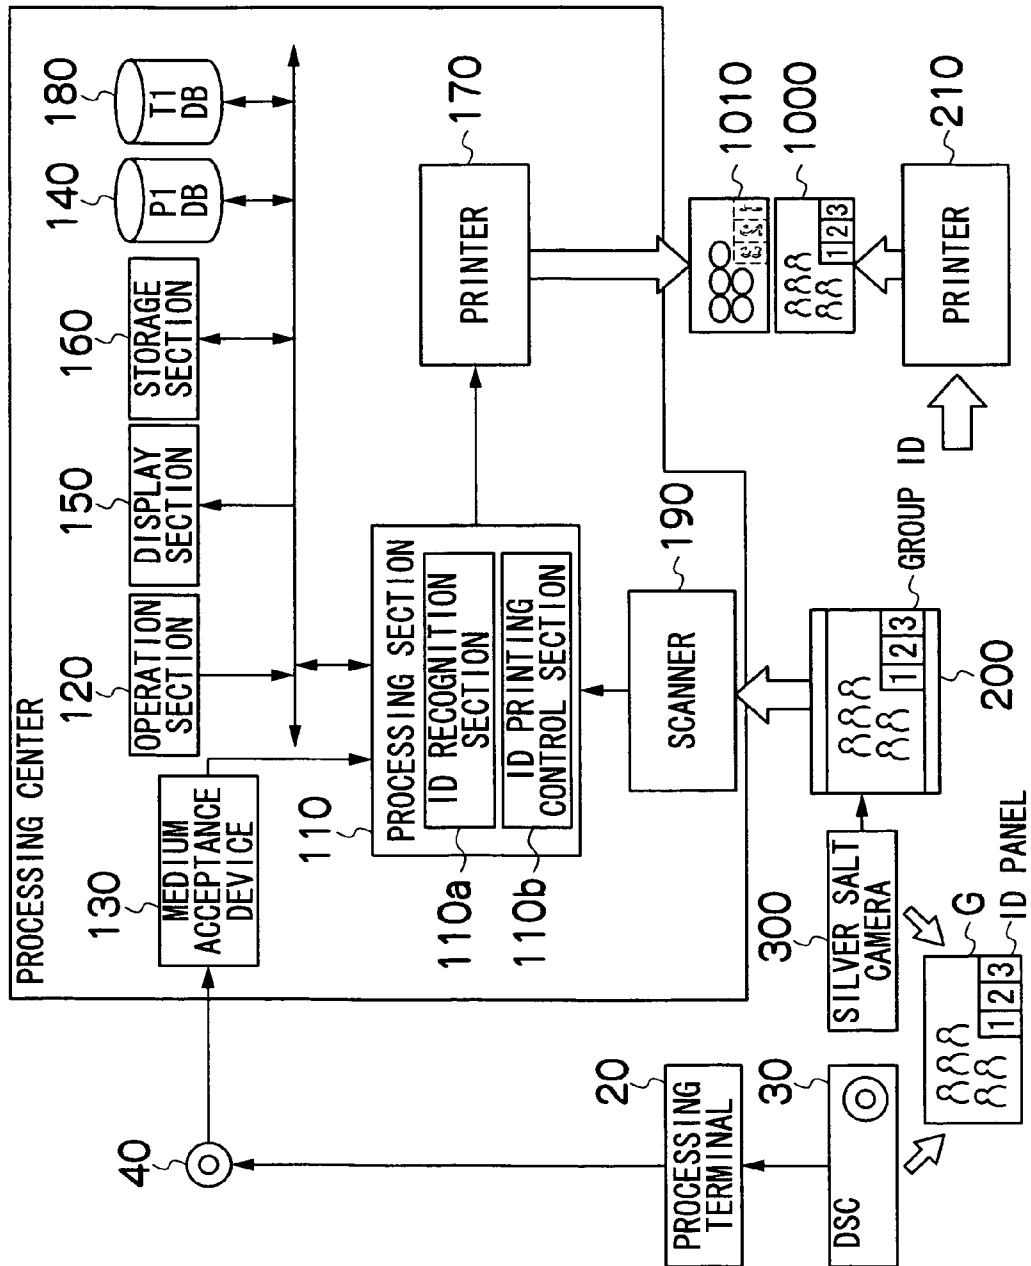 PROCESSING CENTER
40
130
MEDIUM
ACCEPTANCE
DEVICE
120
OPERATION
SECTION
150
DISPLAY
SECTION
160
STORAGE
SECTION
140
P1
DB
180
T1
DB
110
PROCESSING SECTION
110a
ID RECOGNITION
SECTION
110b
ID PRINTING
CONTROL SECTION
170
PRINTER
20
PROCESSING
TERMINAL
190
SCANNER
1010
1000
1 2 3
30
DSC
300
SILVER SALT
CAMERA
G
1 2 3
ID PANEL
200
1 2 3
GROUP ID
210
PRINTER